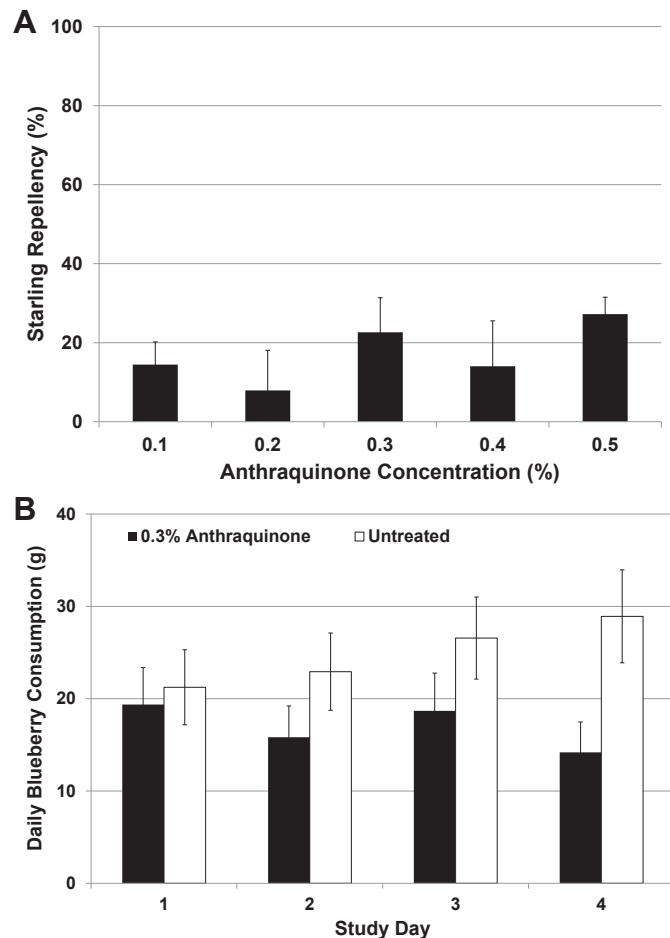 A
100
80
60
40
20
0
Starling Repellency (%)
0.1 0.2 0.3 0.4 0.5
Anthraquinone Concentration (%)
B
40
30
20
10
0
Daily Blueberry Consumption (g)
0.3% Anthraquinone Untreated
1 2 3 4
Study Day